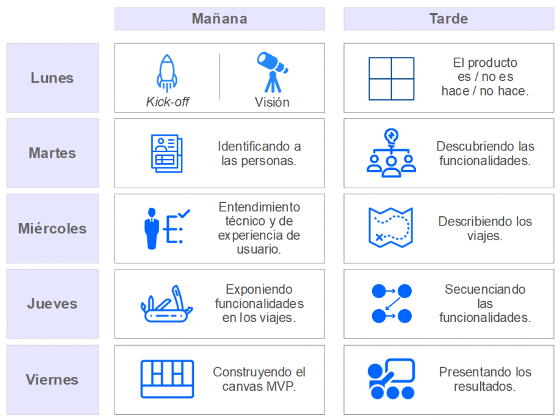 Mañana
Tarde
Lunes
Kick-off
Visión
El producto
es / no es
hace / no hace.
Martes
Identificando a
las personas.
Descubriendo las
funcionalidades.
Miércoles
Entendimiento
técnico y de
experiencia de
usuario.
Describiendo los
viajes.
Jueves
Exponiendo
funcionalidades
en los viajes.
Secuenciando
las
funcionalidades.
Viernes
Construyendo el
canvas MVP.
Presentando los
resultados.